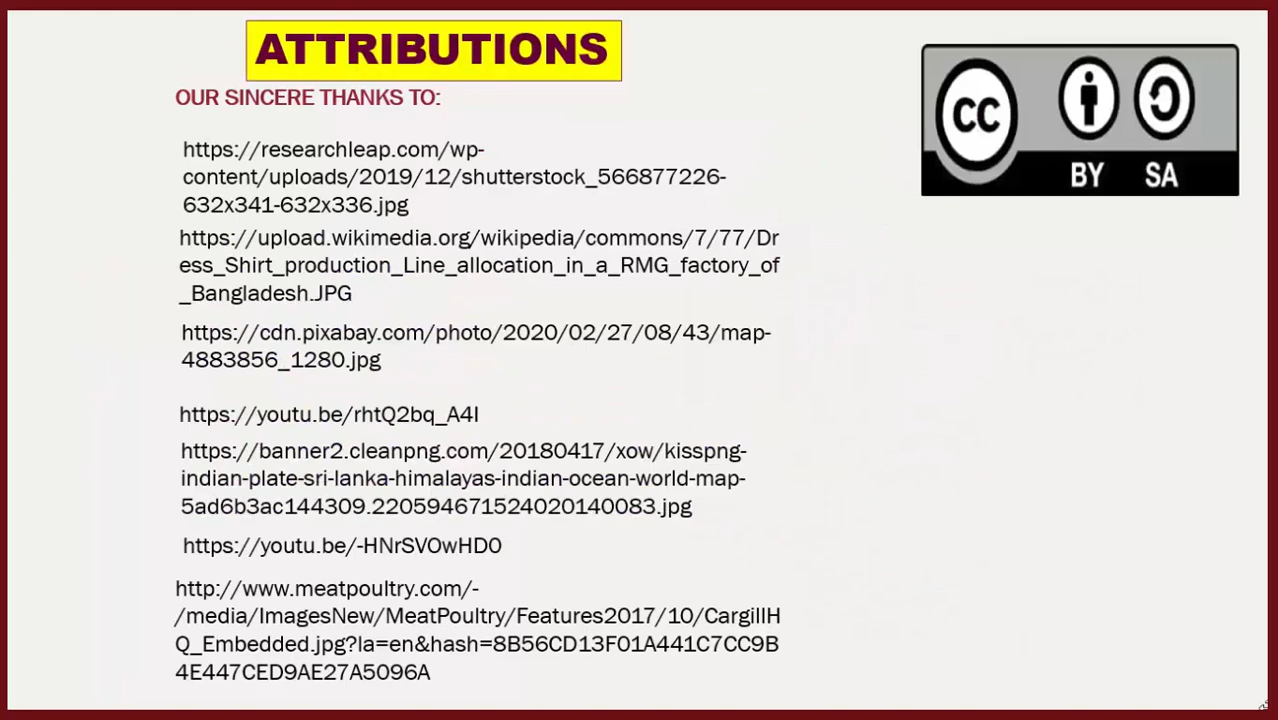 ATTRIBUTIONS
OUR SINCERE THANKS TO:
CC
BY SA
https://researchleap.com/wp-
content/uploads/2019/12/shutterstock_566877226-
632x341-632x336.jpg
https://upload.wikimedia.org/wikipedia/commons/7/77/Dr
ess_Shirt_production_Line_allocation_in_a_RMG_factory_of
_Bangladesh.JPG
https://cdn.pixabay.com/photo/2020/02/27/08/43/map-
4883856_1280.jpg
https://youtu.be/rhtQ2bq_A4I
https://banner2.cleanpng.com/20180417/xow/kisspng-
indian-plate-sri-lanka-himalayas-indian-ocean-world-map-
5ad6b3ac144309.220594671524020140083.jpg
https://youtu.be/-HNrSVOwHD0
http://www.meatpoultry.com/-
/media/ImagesNew/MeatPoultry/Features2017/10/CargillH
Q_Embedded.jpg?la=en&hash=8B56CD13F01A441C7CC9B
4E447CED9AE27A5096A